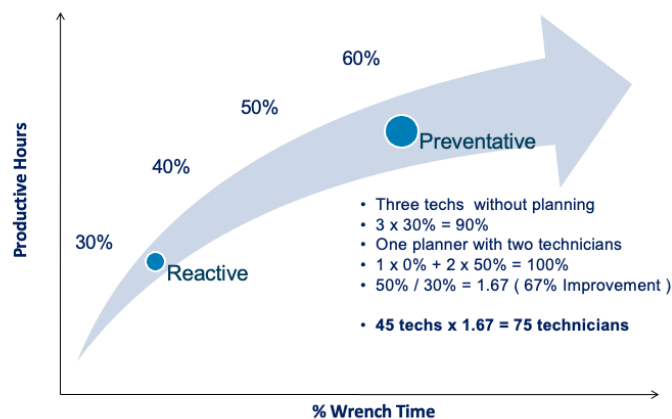 60%
50%
40%
30%
Preventative
Reactive
Productive Hours
• Three techs without planning
• 3 x 30% = 90%
• One planner with two technicians
• 1 x 0% + 2 x 50% = 100%
• 50% / 30% = 1.67 ( 67% Improvement )
• 45 techs x 1.67 = 75 technicians
% Wrench Time